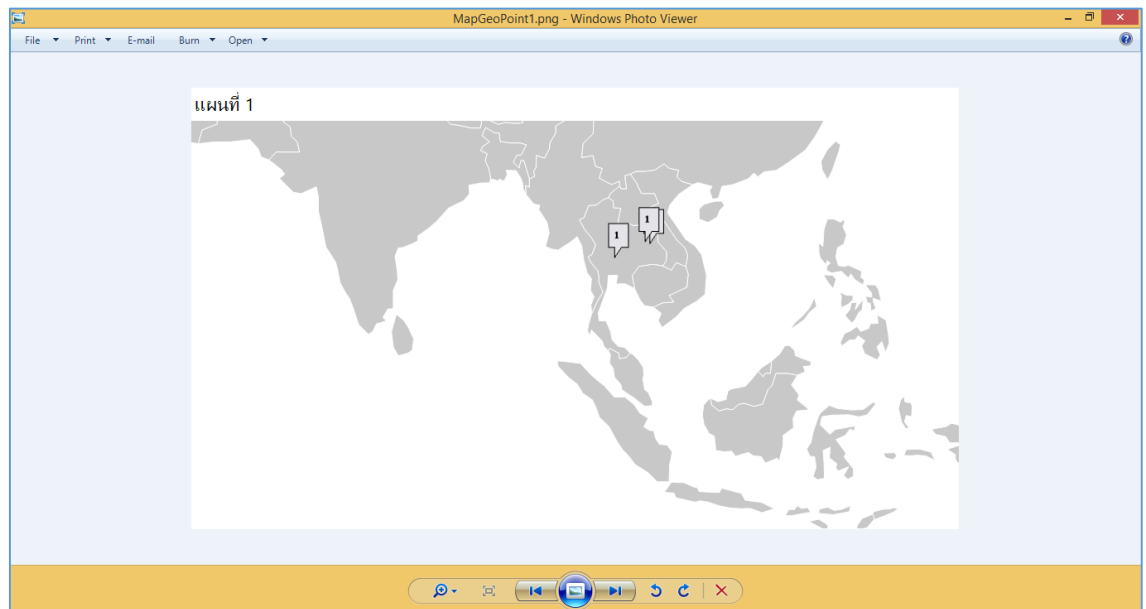 MapGeoPoint1.png - Windows Photo Viewer
File Print E-mail Burn Open
แผนที่ 1
1
1